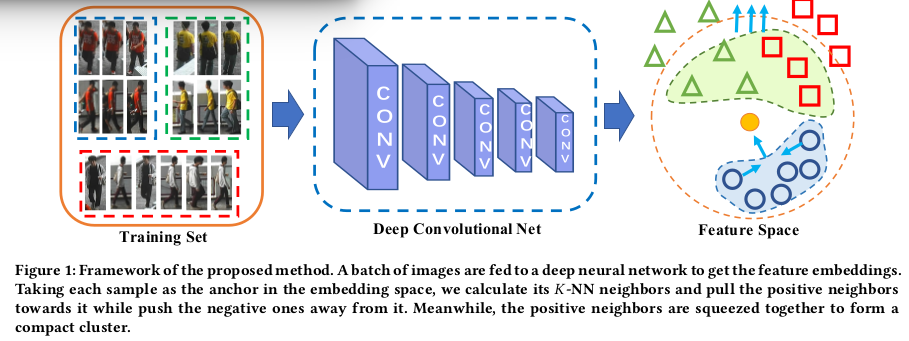 CONV
CONV
CONV
CONV
CONV
Training Set
Deep Convolutional Net
Feature Space
Figure 1: Framework of the proposed method. A batch of images are fed to a deep neural network to get the feature embeddings.
Taking each sample as the anchor in the embedding space, we calculate its K-NN neighbors and pull the positive neighbors
towards it while push the negative ones away from it. Meanwhile, the positive neighbors are squeezed together to form a
compact cluster.